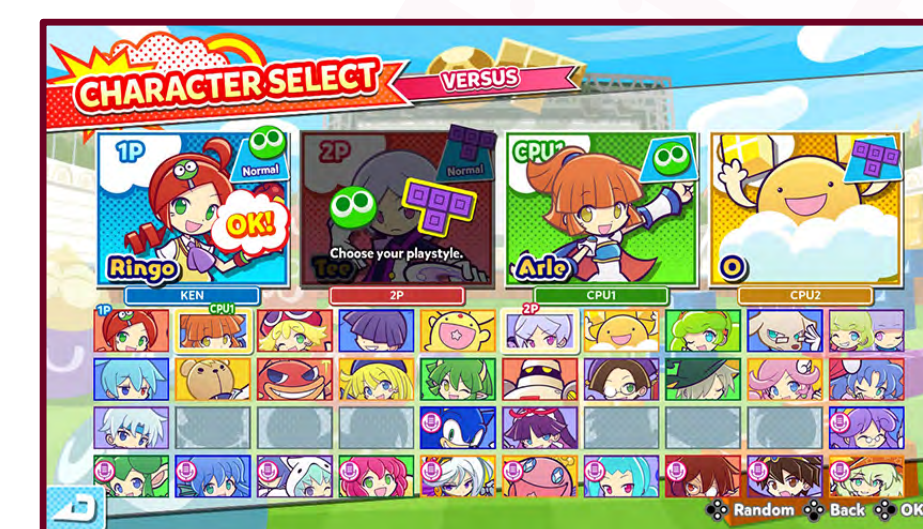 CHARACTER SELECT
VERSUS
1P
Normal
OK!
Ringo
2P
Normal
Choose your playstyle.
Tee
CPU1
Arle
O
KEN
2P
CPU1
CPU2
1P
CPU1
2P
Random
Back
OK